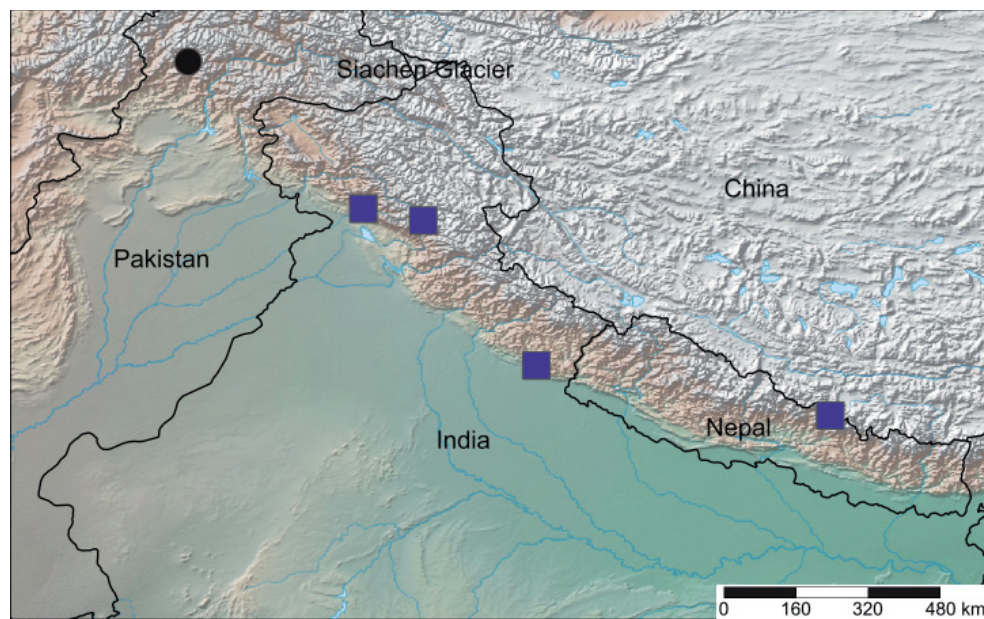 Siachen Glacier
China
Pakistan
Nepal
India
0 160 320 480 km